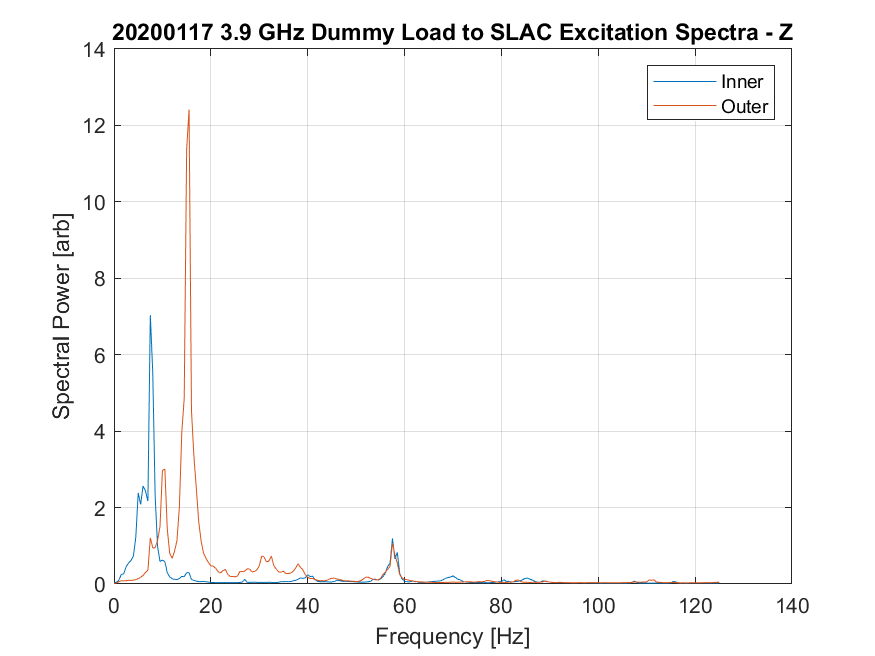 20200117 3.9 GHz Dummy Load to SLAC Excitation Spectra - Z
Inner
Outer
Spectral Power [arb]
14
12
10
8
6
4
2
0
0 20 40 60 80 100 120 140
Frequency [Hz]